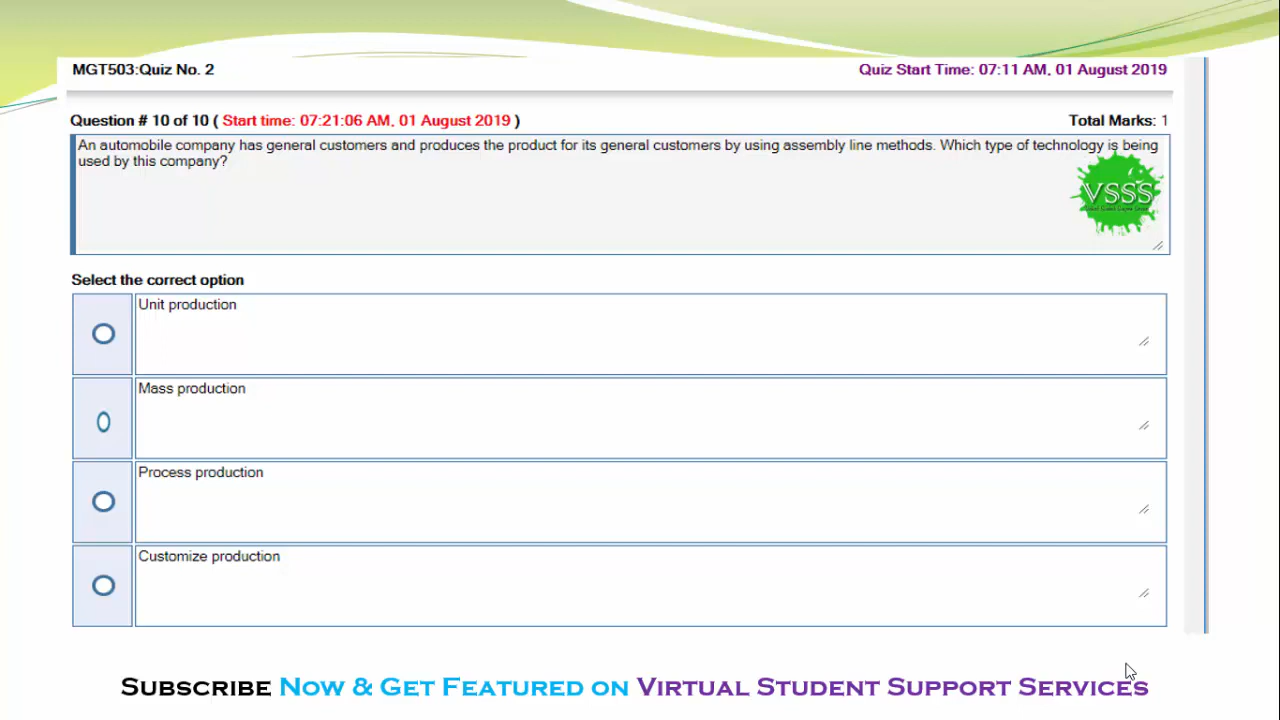 MGT503:Quiz No. 2
Quiz Start Time: 07:11 AM, 01 August 2019
Question # 10 of 10 ( Start time: 07:21:06 AM, 01 August 2019 )
Total Marks: 1
An automobile company has general customers and produces the product for its general customers by using assembly line methods. Which type of technology is being
used by this company?
VSSS
Select the correct option
Unit production
Mass production
Process production
Customize production
Subscribe Now & Get Featured on Virtual Student Support Services